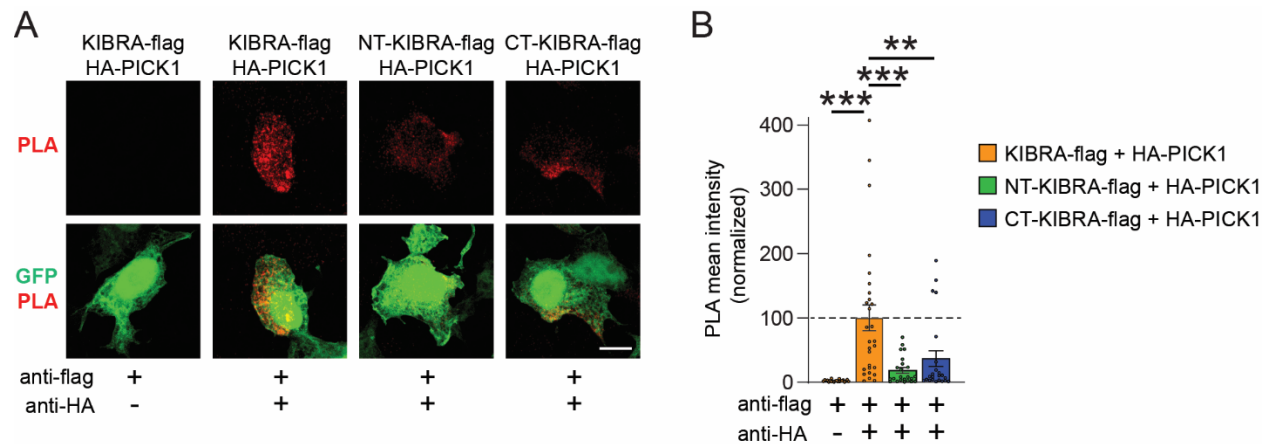 A
KIBRA-flag HA-PICK1
KIBRA-flag HA-PICK1
NT-KIBRA-flag HA-PICK1
CT-KIBRA-flag HA-PICK1
PLA
GFP
PLA
anti-flag + + + +
anti-HA - + + +
B
**
***
***
PLA mean intensity
(normalized)
400
300
200
100
0
KIBRA-flag + HA-PICK1
NT-KIBRA-flag + HA-PICK1
CT-KIBRA-flag + HA-PICK1
anti-flag + + + +
anti-HA - + + +